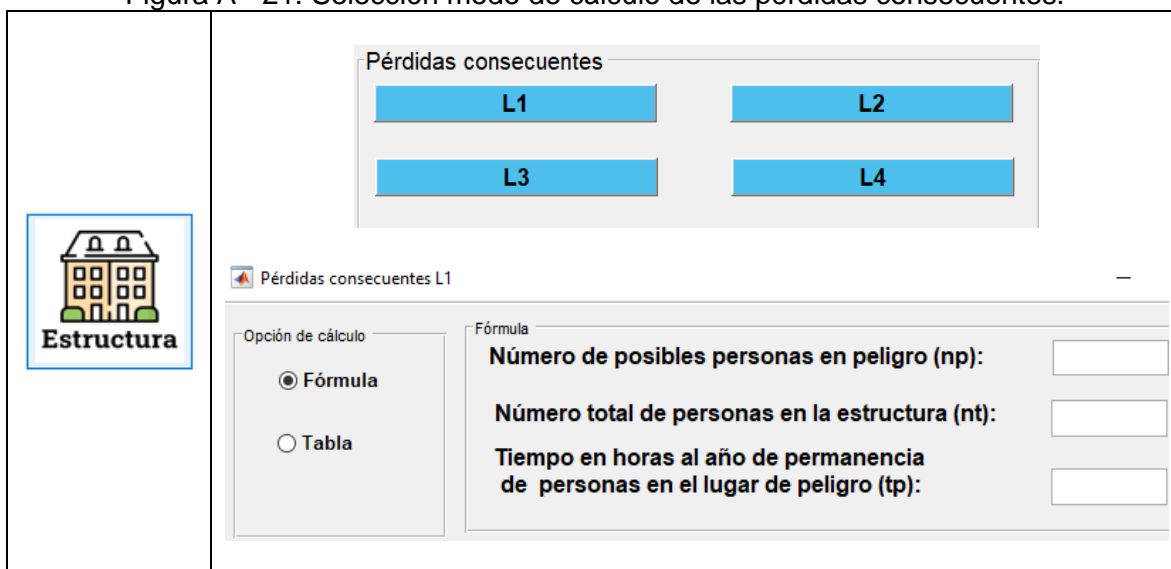 Figura A - 21. Selección modo de cálculo de las pérdidas consecuentes.
Pérdidas consecuentes
L1
L2
L3
L4
Estructura
Pérdidas consecuentes L1
Opción de cálculo
Fórmula
Tabla
Fórmula
Número de posibles personas en peligro (np):
Número total de personas en la estructura (nt):
Tiempo en horas al año de permanencia
de personas en el lugar de peligro (tp):